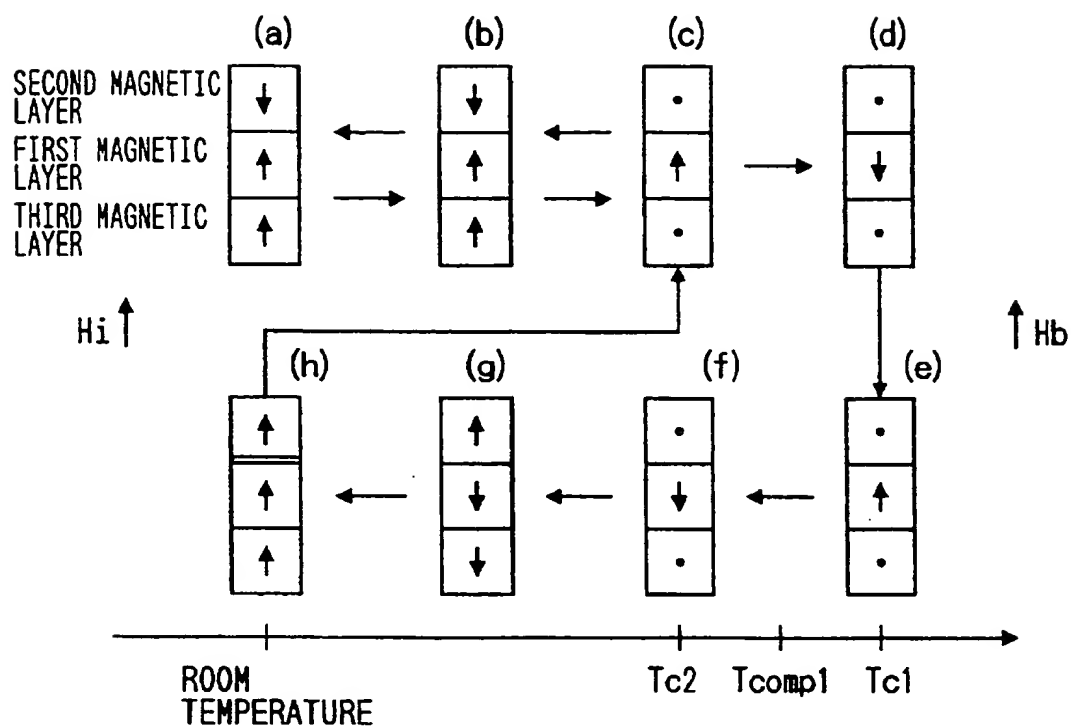 (a) (b) (c) (d)
SECOND MAGNETIC
LAYER
FIRST MAGNETIC
LAYER
THIRD MAGNETIC
LAYER
Hi Hb
(h) (g) (f) (e)
ROOM
TEMPERATURE
Tc2 Tcomp1 Tc1